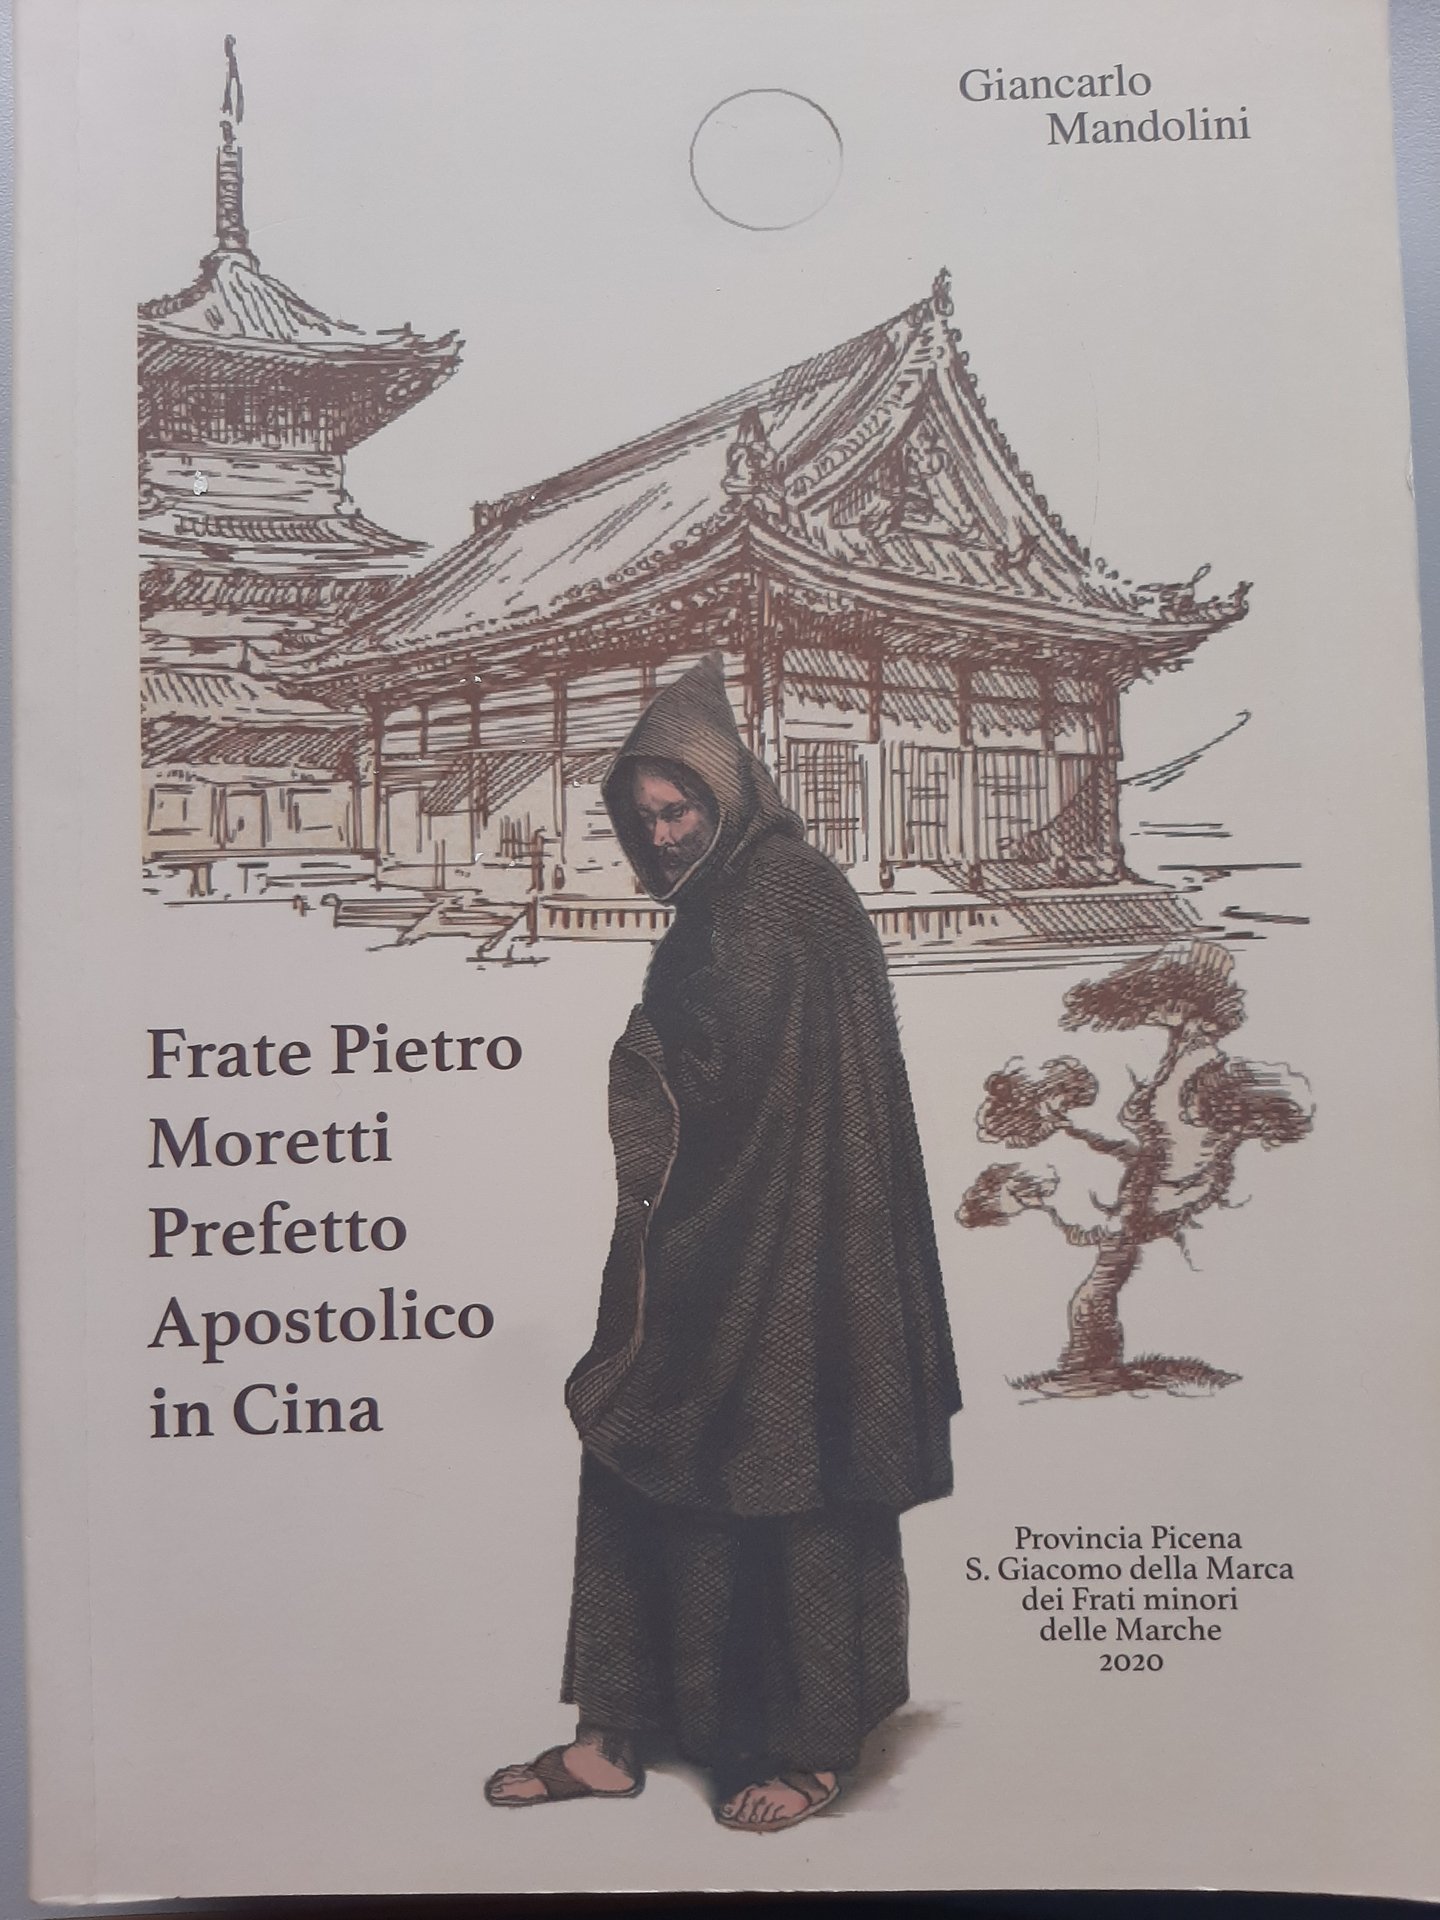 Giancarlo
Mandolini
Frate Pietro
Moretti
Prefetto
Apostolico
in Cina
Provincia Picena
S. Giacomo della Marca
dei Frati minori
delle Marche
2020